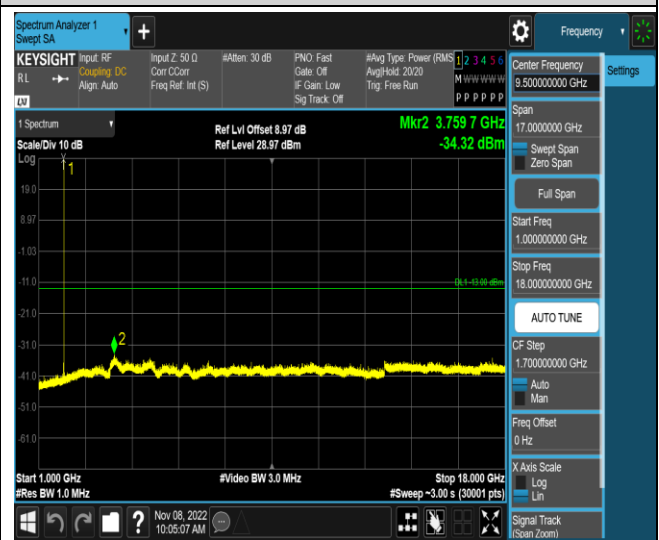 Spectrum Analyzer 1
Swept SA
Frequency
KEYSIGHT
RL
LXI
Input: RF
Coupling: DC
Align: Auto
Input Z: 50 Ω
Corr CCorr
Freq Ref: Int (S)
#Atten: 30 dB
PNO: Fast
Gate: Off
IF Gain: Low
Sig Track: Off
#Avg Type: Power (RMS
Avg|Hold: 20/20
Trig: Free Run
1 2 3 4 5 6
M W W W W W
P P P P P P
1 Spectrum
Scale/Div 10 dB
Log
Ref Lvl Offset 8.97 dB
Ref Level 28.97 dBm
Mkr2 3.759 7 GHz
-34.32 dBm
1
19.0
8.97
-1.03
-11.0
DL1 -13.00 dBm
-21.0
-31.0
2
-41.0
-51.0
-61.0
Start 1.000 GHz
#Res BW 1.0 MHz
#Video BW 3.0 MHz
Stop 18.000 GHz
#Sweep ~3.00 s (30001 pts)
Nov 08, 2022
10:05:07 AM
Center Frequency
9.500000000 GHz
Settings
Span
17.0000000 GHz
Swept Span
Zero Span
Full Span
Start Freq
1.000000000 GHz
Stop Freq
18.000000000 GHz
AUTO TUNE
CF Step
1.700000000 GHz
Auto
Man
Freq Offset
0 Hz
X Axis Scale
Log
Lin
Signal Track
(Span Zoom)